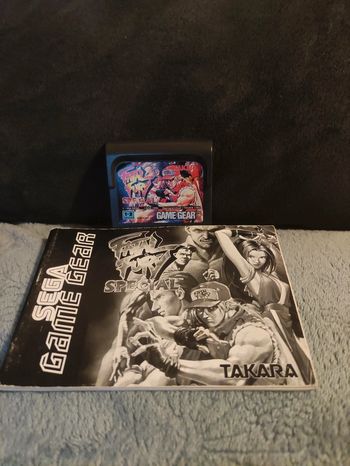 GAME GEAR
SEGA
GAME GEAR
FATAL
FURY
SPECIAL
TAKARA